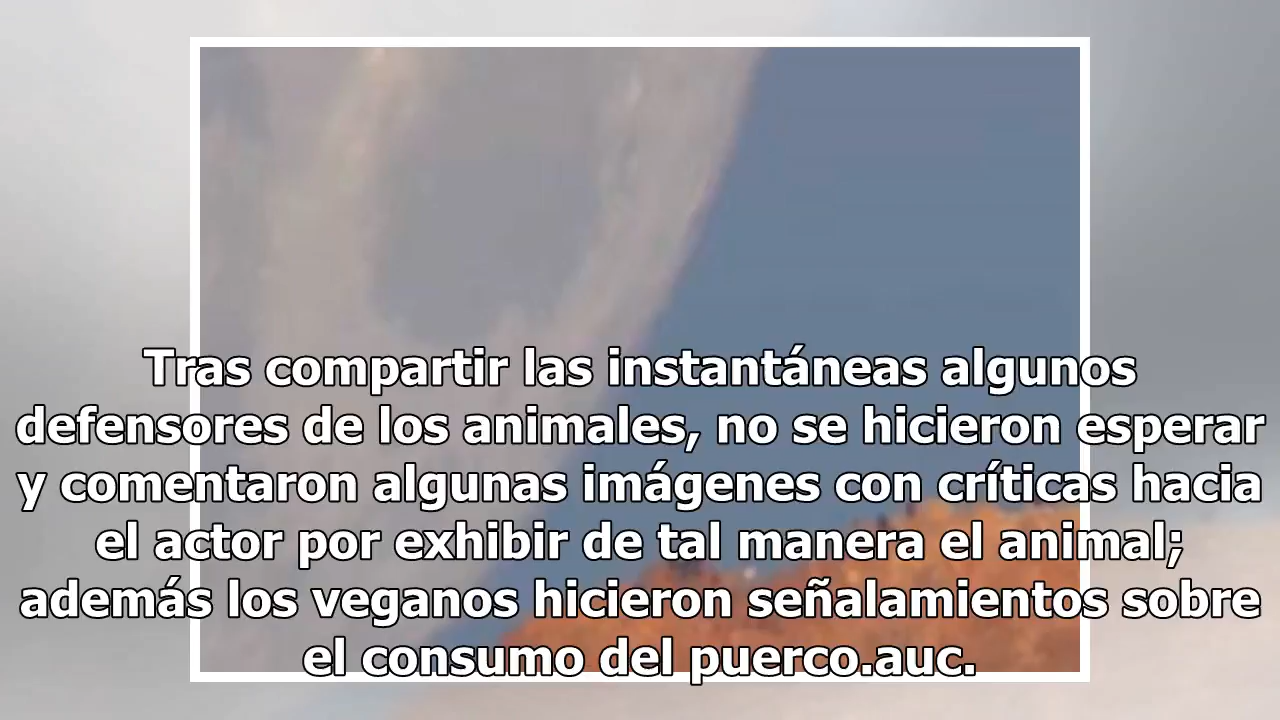 Tras compartir las instantáneas algunos
defensores de los animales, no se hicieron esperar
y comentaron algunas imágenes con críticas hacia
el actor por exhibir de tal manera el animal;
además los veganos hicieron señalamientos sobre
el consumo del puerco.auc.